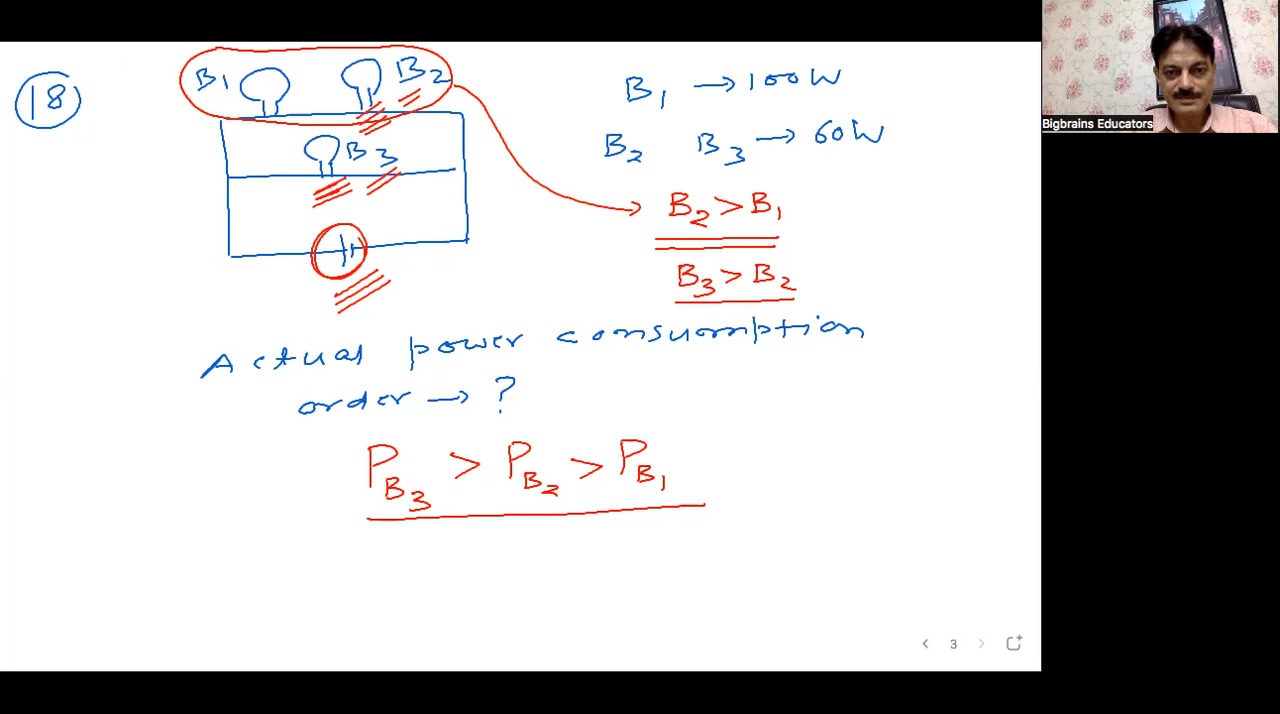 18
B1 B2
B3
B1 → 100W
B2 B3 → 60W
B2 > B1
B3 > B2
Actual power consumption
order → ?
PB3 > PB2 > PB1
Bigbrains Educators
< 3 >